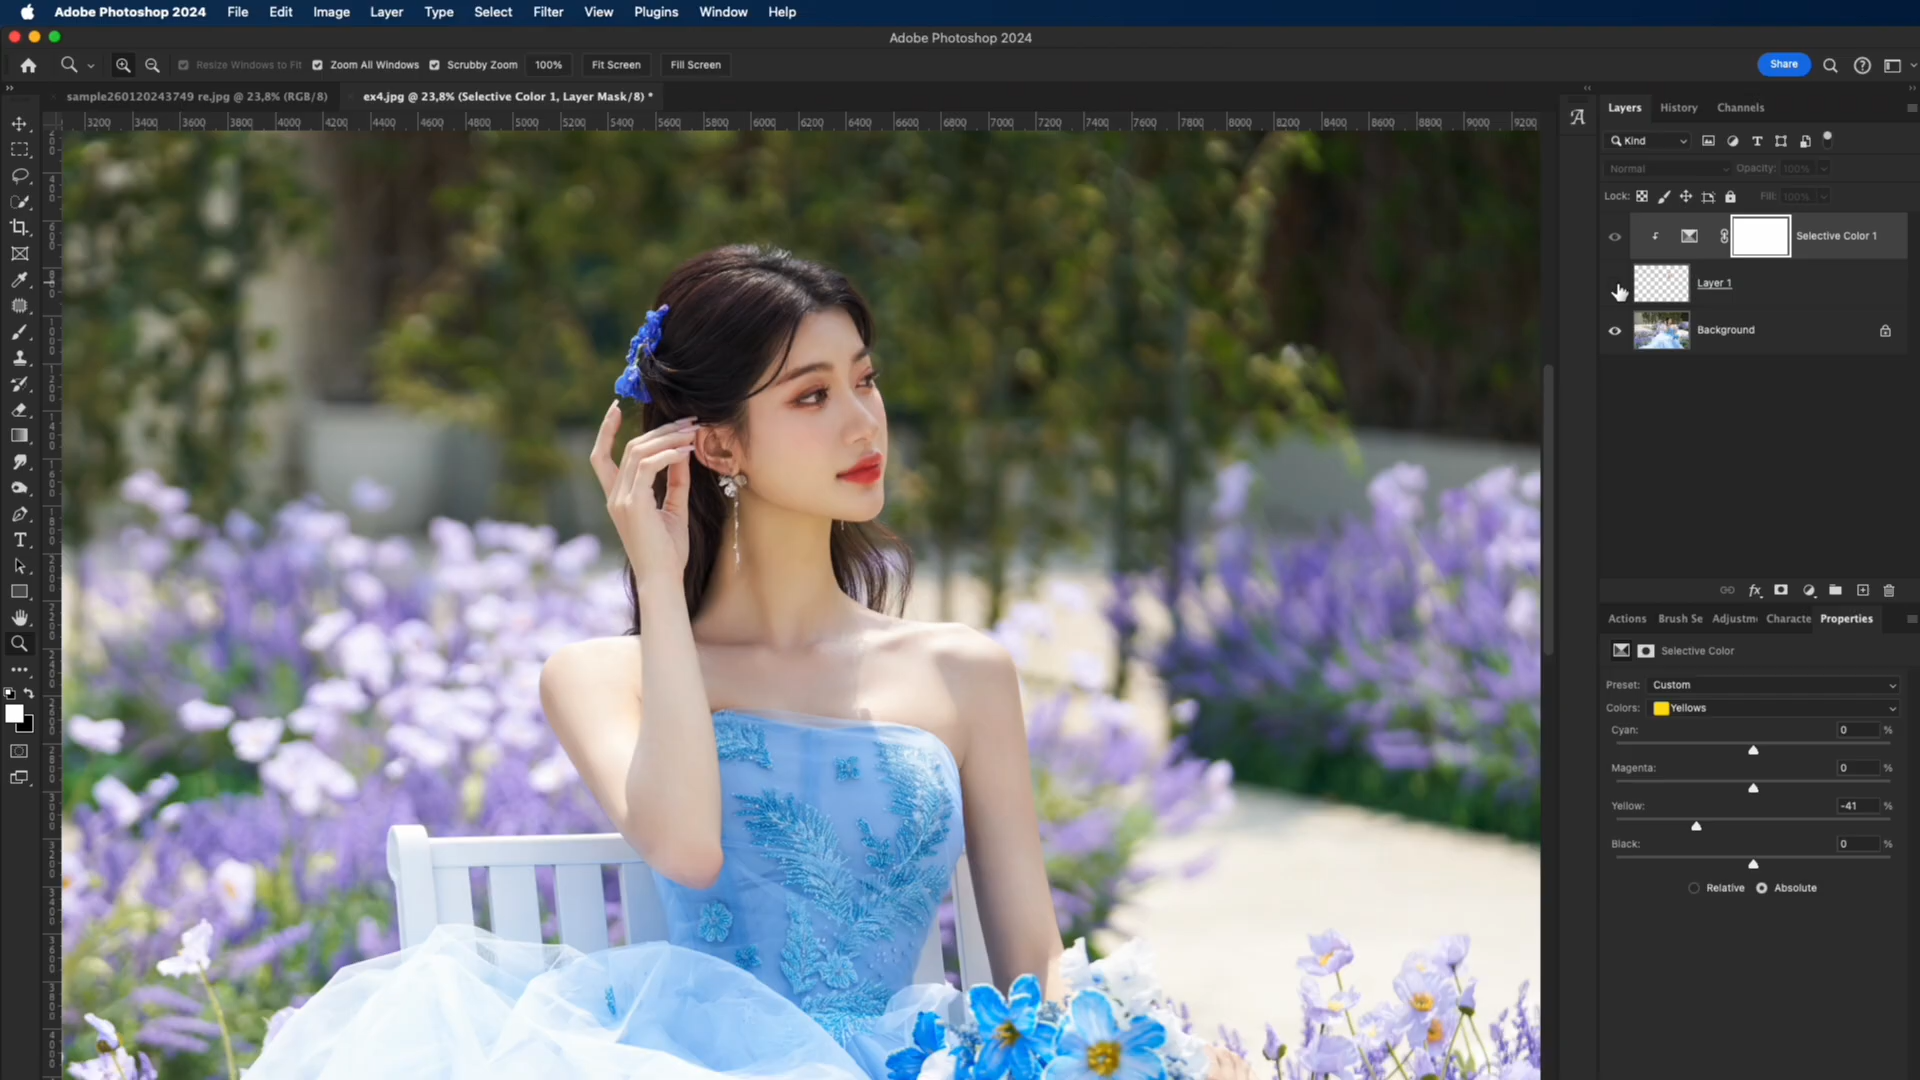 Adobe Photoshop 2024 File Edit Image Layer Type Select Filter View Plugins Window Help
Adobe Photoshop 2024
Resize Windows to Fit Zoom All Windows Scrubby Zoom 100% Fit Screen Fill Screen Share
sample260120243749 re.jpg @ 23,8% (RGB/8) ex4.jpg @ 23,8% (Selective Color 1, Layer Mask/8) *
3200 3400 3600 3800 4000 4200 4400 4600 4800 5000 5200 5400 5600 5800 6000 6200 6400 6600 6800 7000 7200 7400 7600 7800 8000 8200 8400 8600 8800 9000 9200
Layers History Channels
Kind
Normal Opacity: 100%
Lock: Fill: 100%
Selective Color 1
Layer 1
Background
Actions Brush Se Adjustm Characte Properties
Selective Color
Preset: Custom
Colors: Yellows
Cyan: 0 %
Magenta: 0 %
Yellow: -41 %
Black: 0 %
Relative Absolute